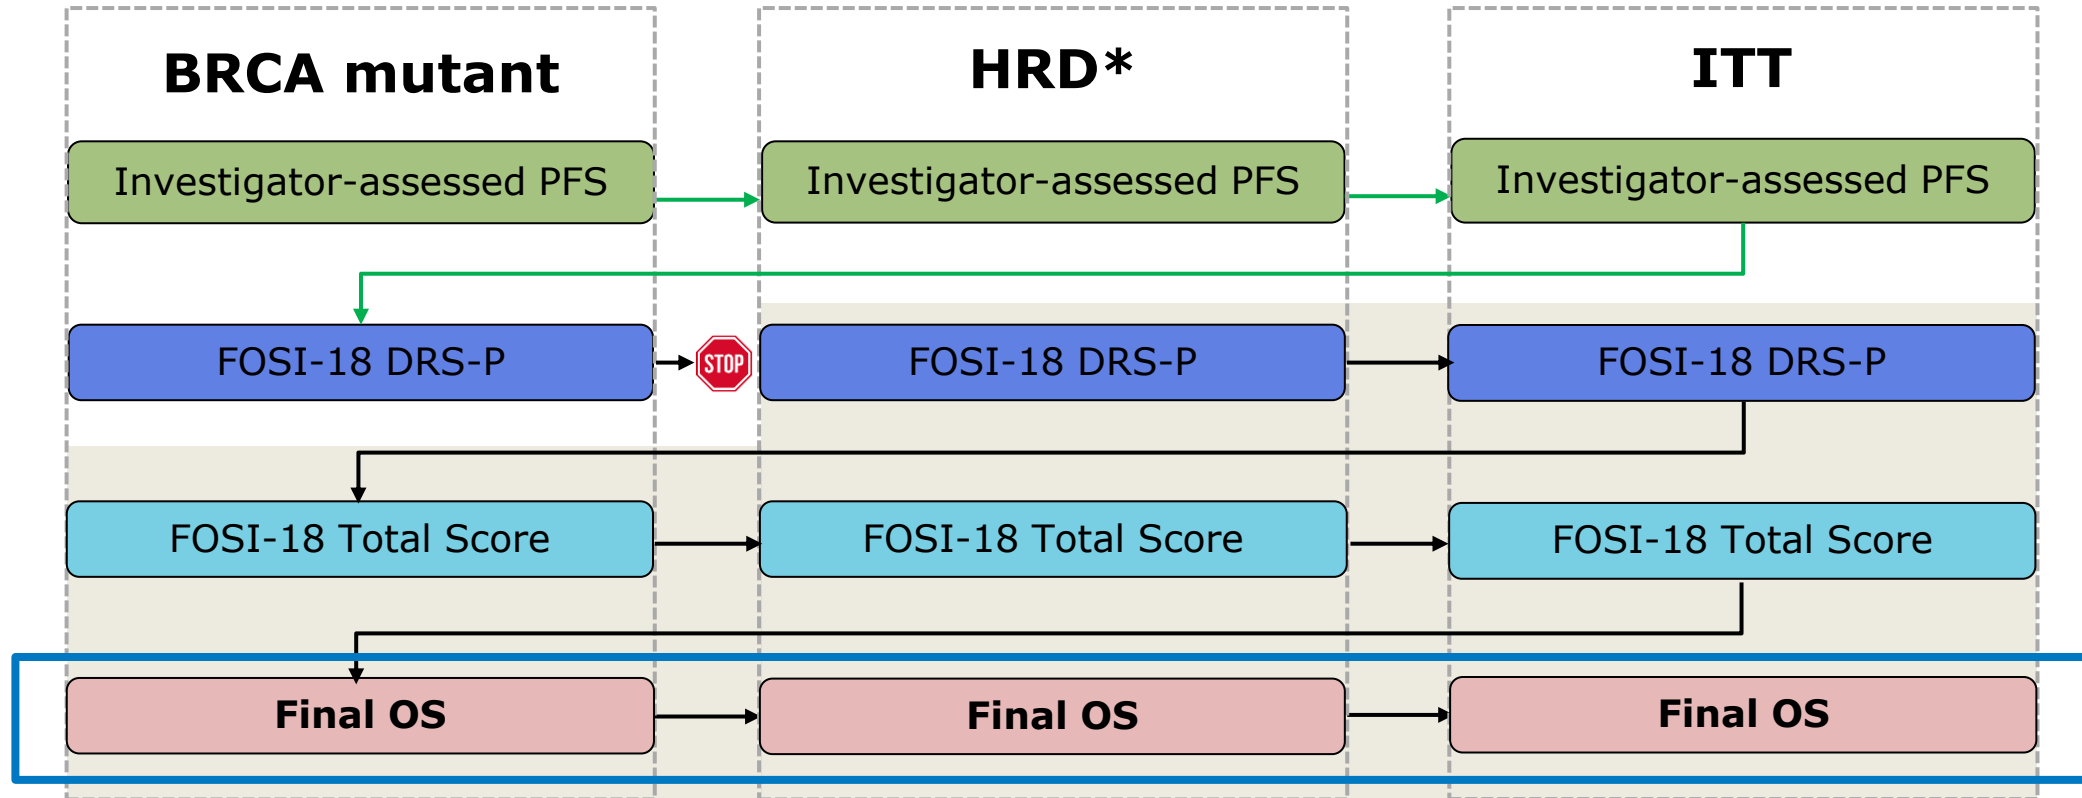 BRCA mutant
HRD*
ITT
Investigator-assessed PFS
Investigator-assessed PFS
Investigator-assessed PFS
FOSI-18 DRS-P
STOP
FOSI-18 DRS-P
FOSI-18 DRS-P
FOSI-18 Total Score
FOSI-18 Total Score
FOSI-18 Total Score
Final OS
Final OS
Final OS